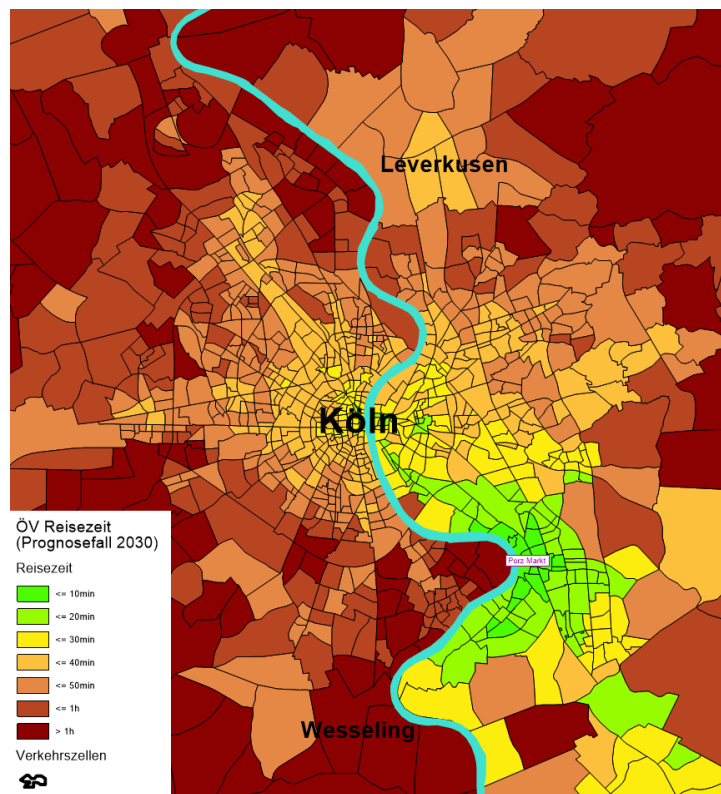 Leverkusen
Köln
Porz Markt
Wesseling
ÖV Reisezeit
(Prognosefall 2030)
Reisezeit
<= 10min
<= 20min
<= 30min
<= 40min
<= 50min
<= 1h
> 1h
Verkehrszellen